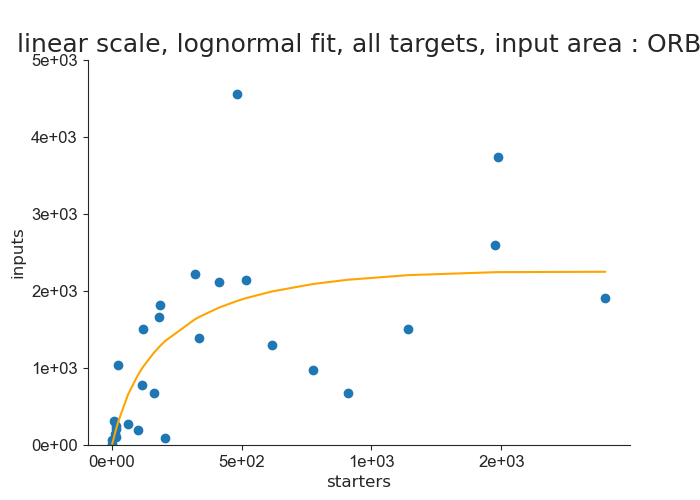 linear scale, lognormal fit, all targets, input area : ORB
5e+03
4e+03
3e+03
2e+03
1e+03
0e+00
inputs
0e+00
5e+02
1e+03
2e+03
starters